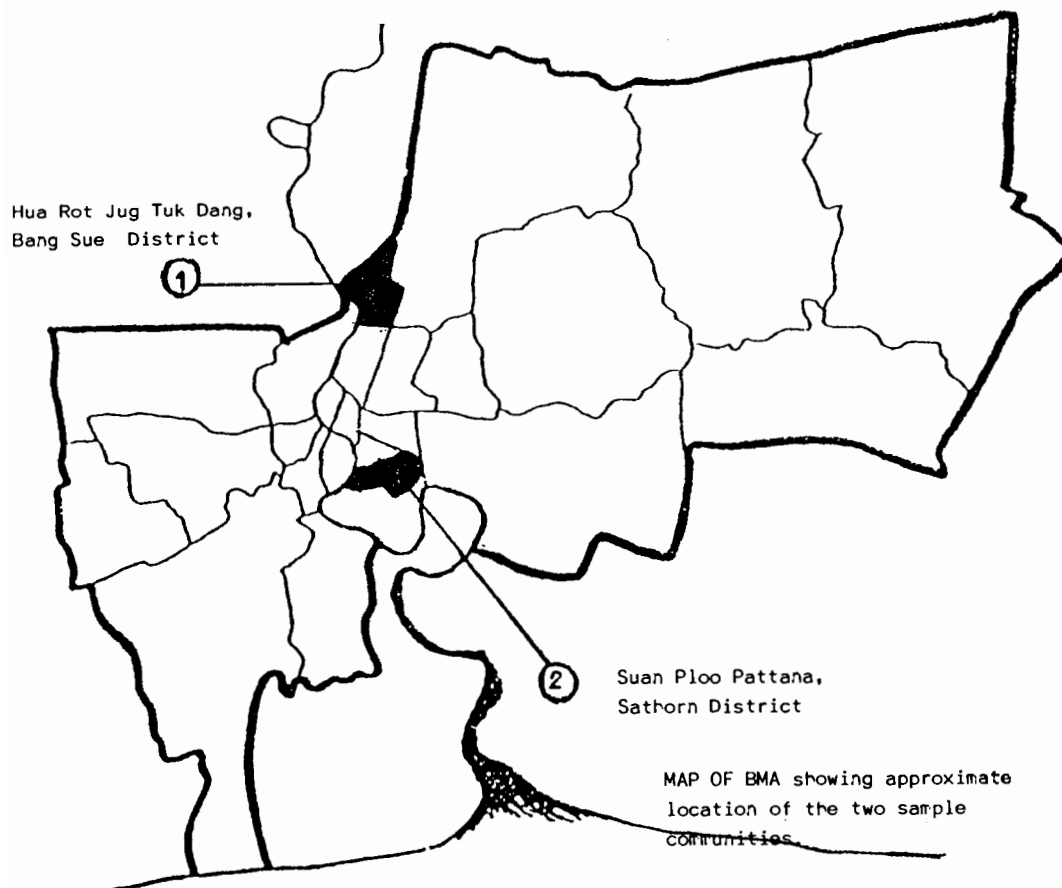 Hua Rot Jug Tuk Dang,
Bang Sue District
1
2
Suan Ploo Pattana,
Sathorn District
MAP OF BMA showing approximate
location of the two sample
communities.